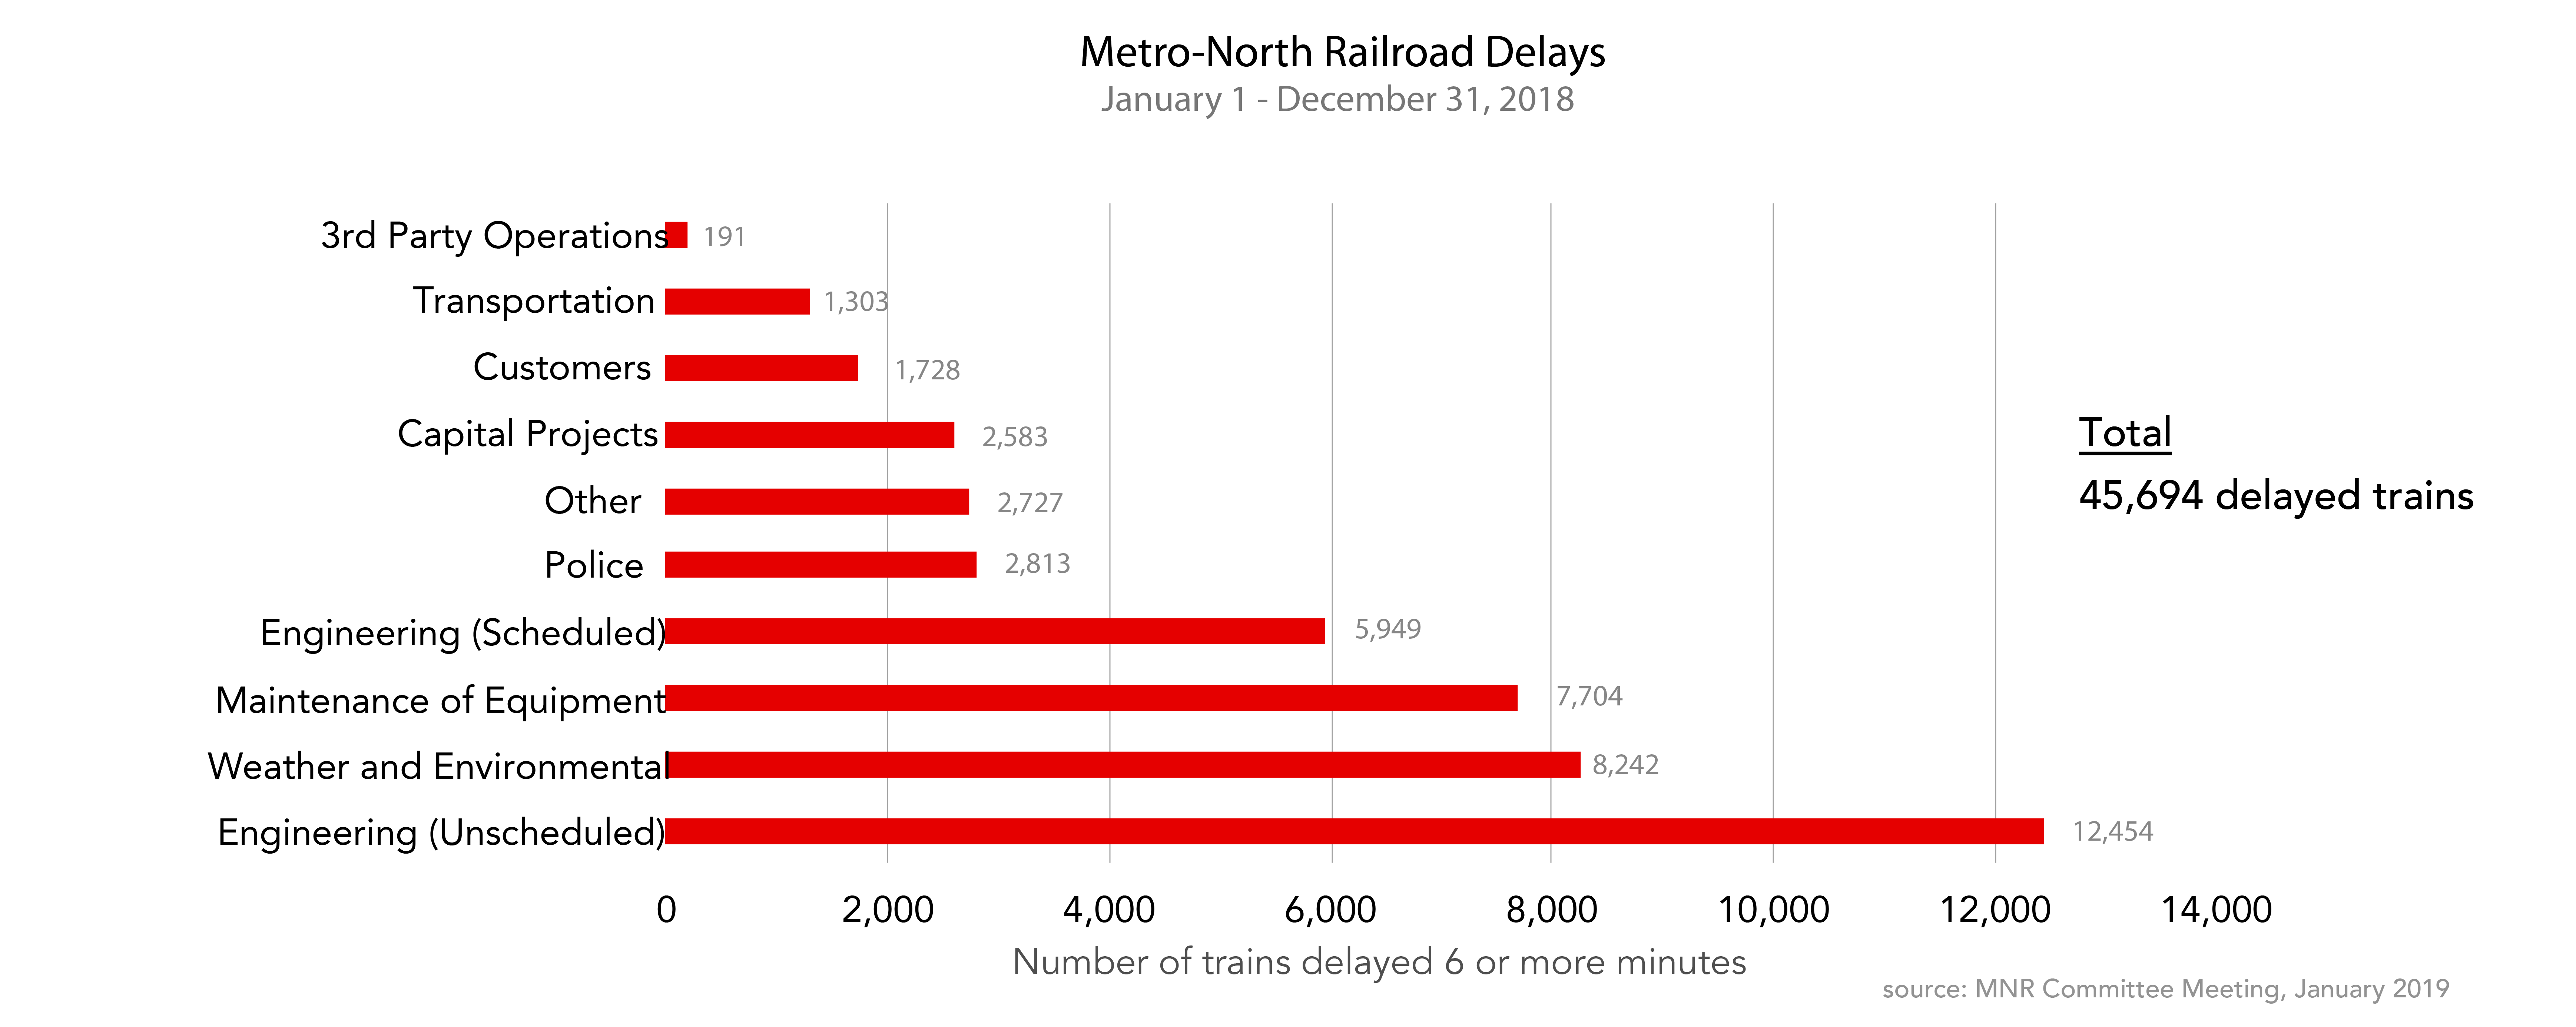 Metro-North Railroad Delays
January 1 - December 31, 2018
3rd Party Operations 191
Transportation 1,303
Customers 1,728
Capital Projects 2,583
Other 2,727
Police 2,813
Engineering (Scheduled) 5,949
Maintenance of Equipment 7,704
Weather and Environmental 8,242
Engineering (Unscheduled) 12,454
Total
45,694 delayed trains
0 2,000 4,000 6,000 8,000 10,000 12,000 14,000
Number of trains delayed 6 or more minutes
source: MNR Committee Meeting, January 2019